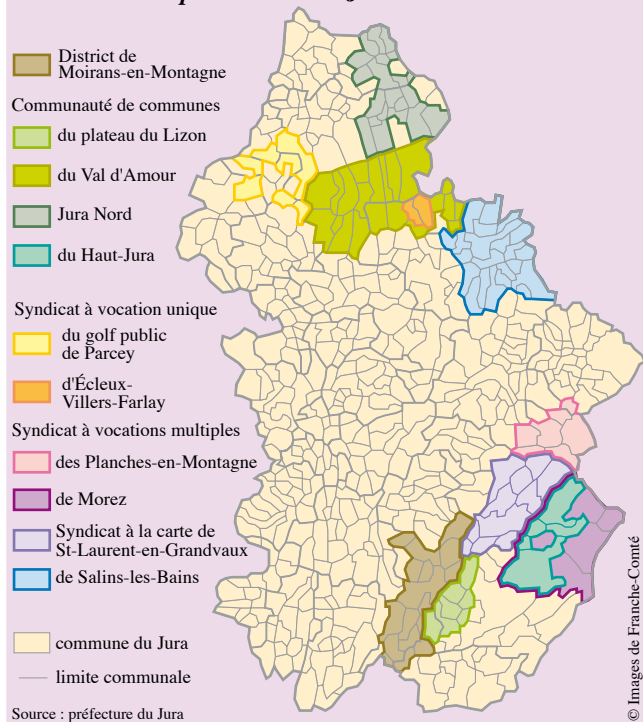 District de
Moirans-en-Montagne
Communauté de communes
du plateau du Lizon
du Val d'Amour
Jura Nord
du Haut-Jura
Syndicat à vocation unique
du golf public
de Parcey
d'Écleux-
Villers-Farlay
Syndicat à vocations multiples
des Planches-en-Montagne
de Morez
Syndicat à la carte de
St-Laurent-en-Grandvaux
de Salins-les-Bains
commune du Jura
limite communale
Source : préfecture du Jura
© Images de Franche-Comté